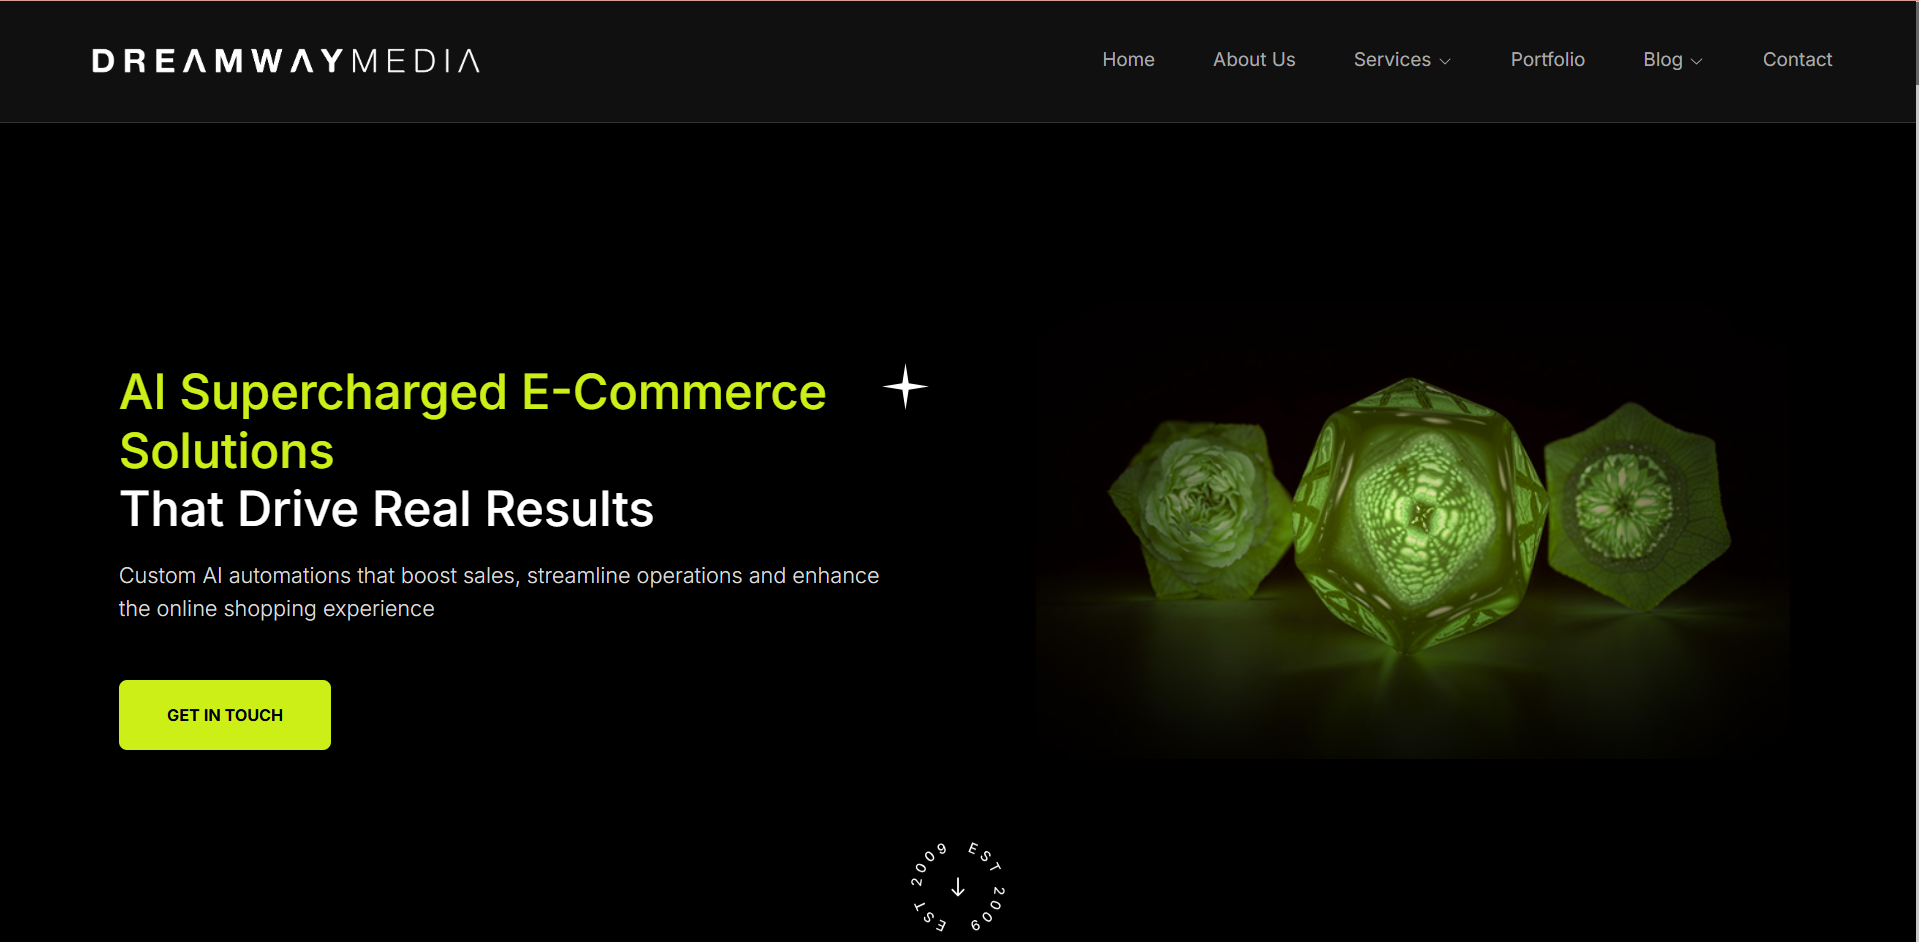 DREAMWAYMEDIA
Home About Us Services Portfolio Blog Contact
AI Supercharged E-Commerce
Solutions
That Drive Real Results
Custom AI automations that boost sales, streamline operations and enhance
the online shopping experience
GET IN TOUCH
EST 2009 EST 2009